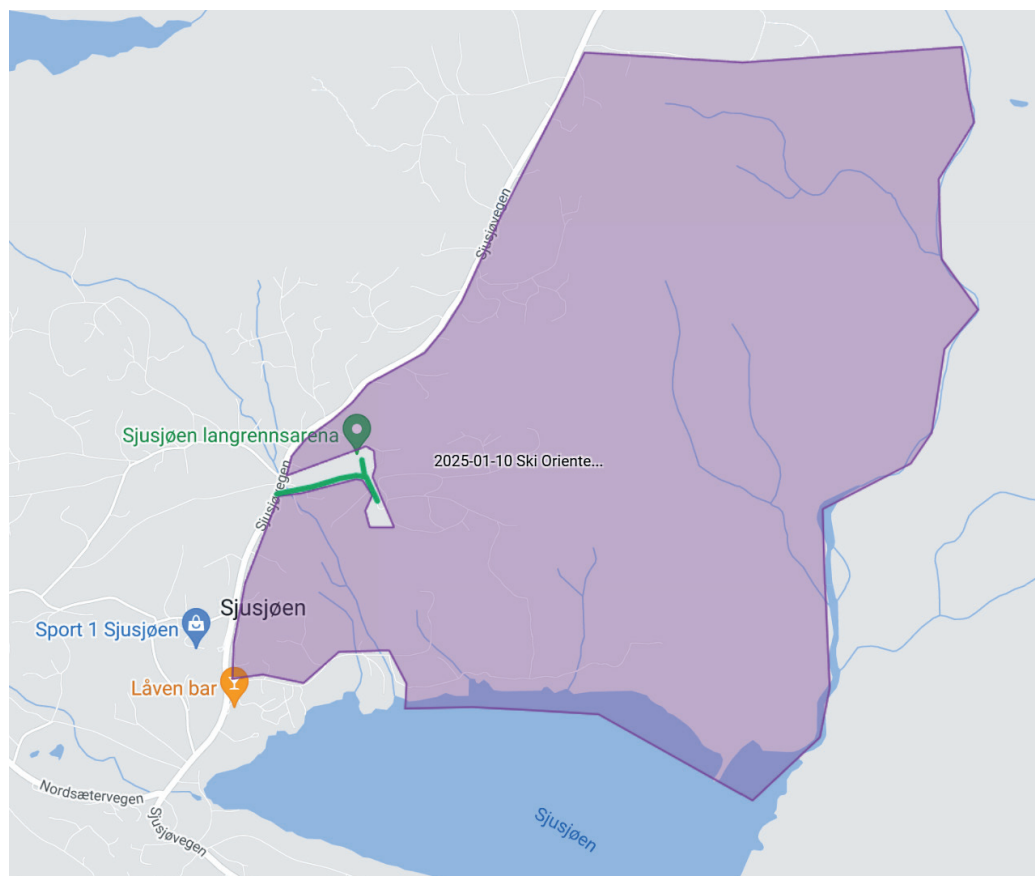 Sjusjøvegen
Sjusjøen langrennsarena
2025-01-10 Ski Oriente...
Sjusjøvegen
Sjusjøen
Sport 1 Sjusjøen
Låven bar
Nordsætervegen
Sjusjøvegen
Sjusjøen